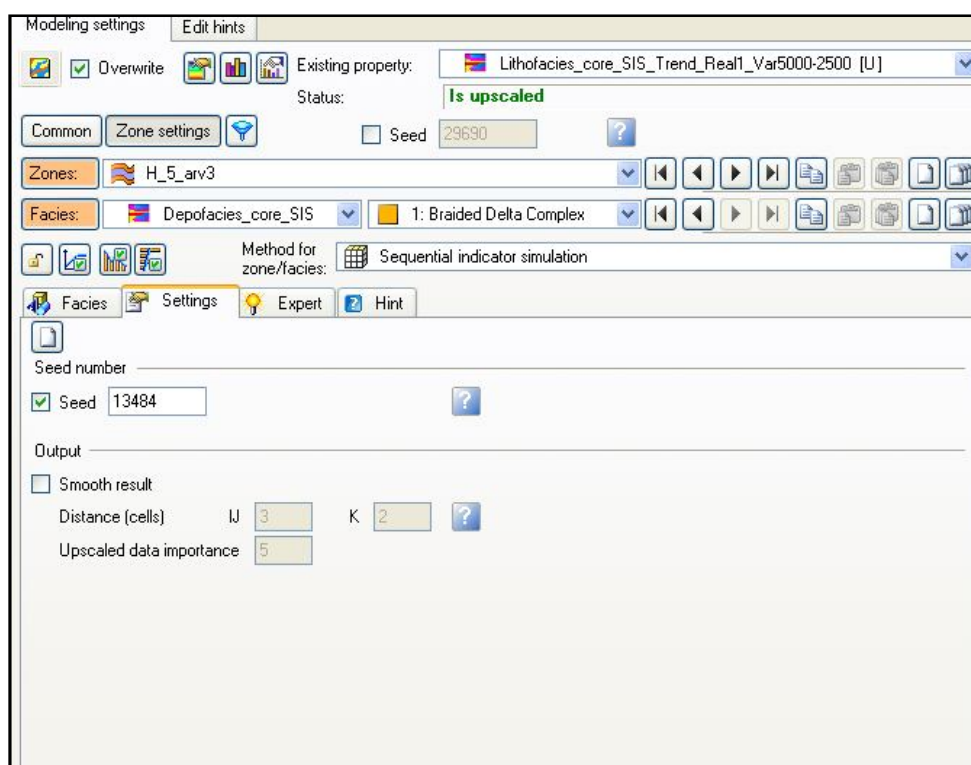 Modeling settings Edit hints
Overwrite Existing property: Lithofacies_core_SIS_Trend_Real1_Var5000-2500 [U]
Status: Is upscaled
Common Zone settings Seed 29690 ?
Zones: H_5_arv3
Facies: Depofacies_core_SIS 1: Braided Delta Complex
Method for
zone/facies: Sequential indicator simulation
Facies Settings Expert ? Hint
Seed number
Seed 13484 ?
Output
Smooth result
Distance (cells) IJ 3 K 2 ?
Upscaled data importance 5